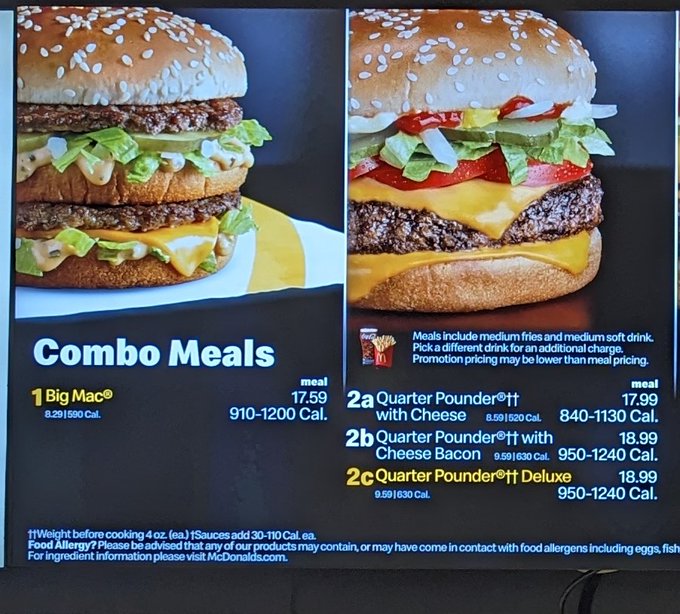 Combo Meals
meal
1 Big Mac® 17.59
8.29|590 Cal. 910-1200 Cal.
Meals include medium fries and medium soft drink.
Pick a different drink for an additional charge.
Promotion pricing may be lower than meal pricing.
meal
2a Quarter Pounder®†† 17.99
with Cheese 8.59|520 Cal. 840-1130 Cal.
2b Quarter Pounder®†† with 18.99
Cheese Bacon 9.59|630 Cal. 950-1240 Cal.
2c Quarter Pounder®†† Deluxe 18.99
9.59|630 Cal. 950-1240 Cal.
††Weight before cooking 4 oz. (ea.) †Sauces add 30-110 Cal. ea.
Food Allergy? Please be advised that any of our products may contain, or may have come in contact with food allergens including eggs, fish
For ingredient information please visit McDonalds.com.